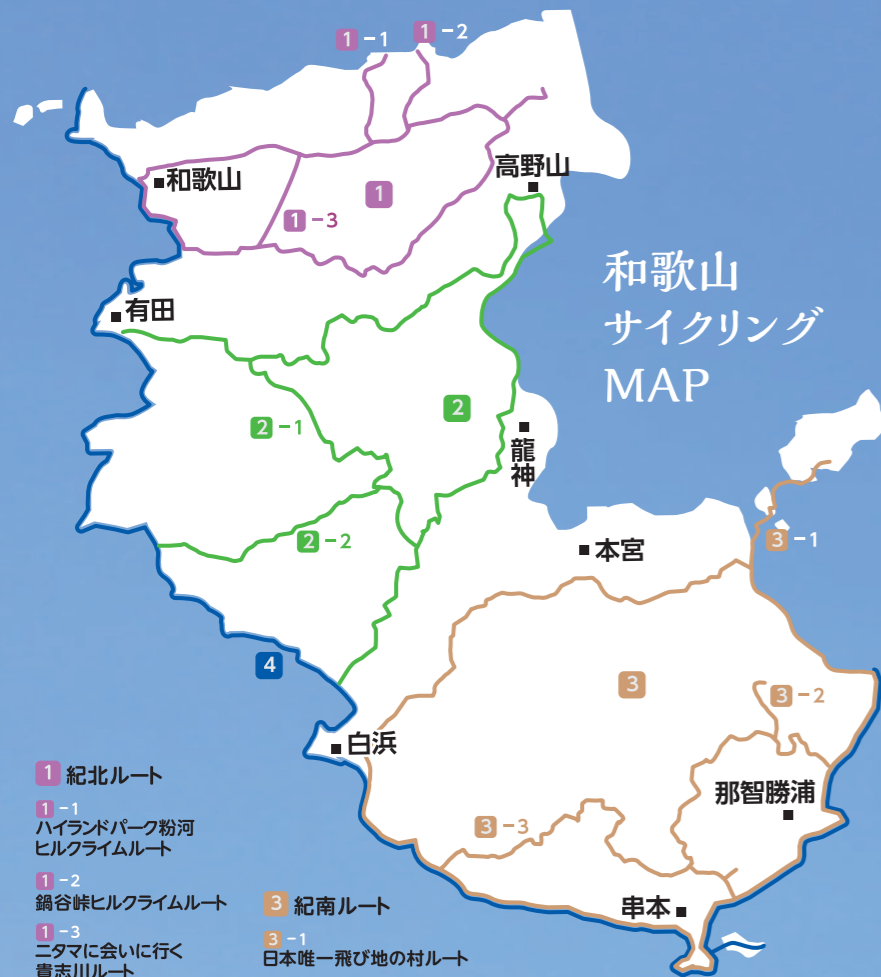 1-1
1-2
和歌山
高野山
1
1-3
和歌山
サイクリング
MAP
有田
2-1
2
龍神
2-2
本宮
3-1
4
3
3-2
白浜
那智勝浦
3-3
串本
1 紀北ルート
1-1
ハイランドパーク粉河
ヒルクライムルート
1-2
鍋谷峠ヒルクライムルート
1-3
ニタマに会いに行く
貴志川ルート
3 紀南ルート
3-1
日本唯一飛び地の村ルート